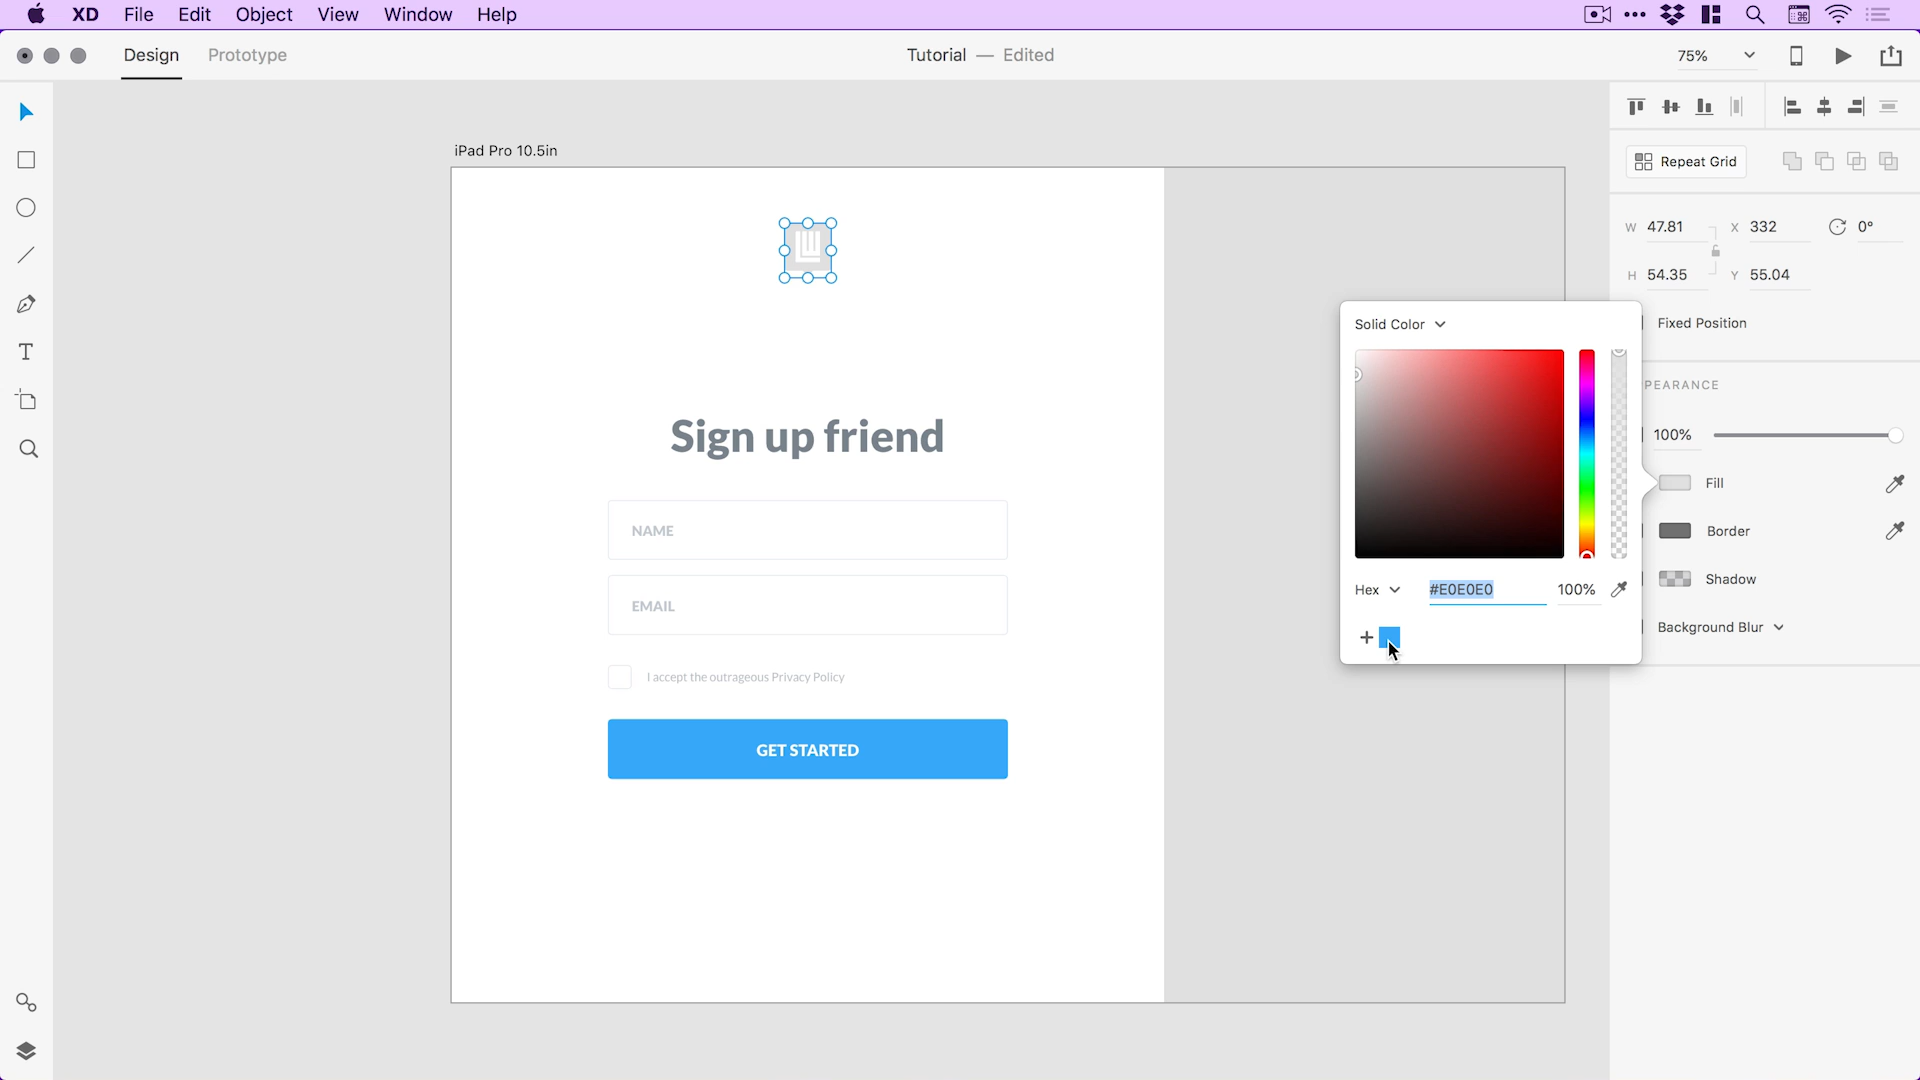 XD File Edit Object View Window Help
Design Prototype
Tutorial — Edited
75%
iPad Pro 10.5in
Repeat Grid
W 47.81 X 332 0°
H 54.35 Y 55.04
Fixed Position
PEARANCE
100%
Fill
Border
Shadow
Background Blur
Solid Color
Hex #E0E0E0 100%
Sign up friend
NAME
EMAIL
I accept the outrageous Privacy Policy
GET STARTED